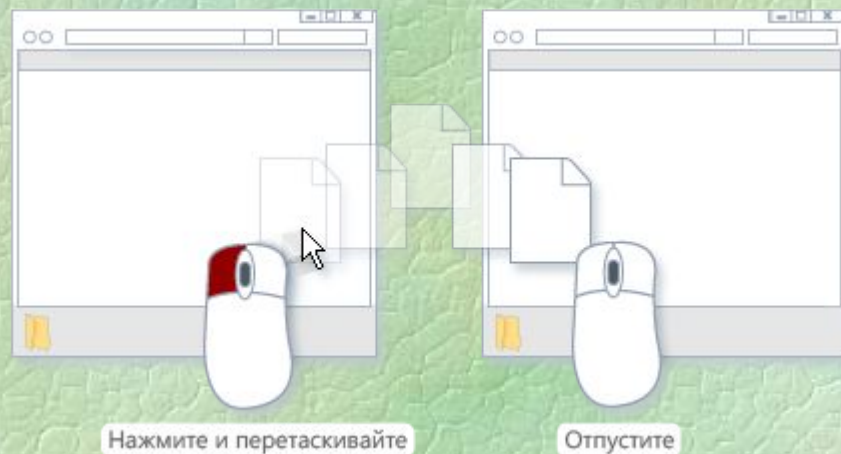 Нажмите и перетаскивайте
Отпустите